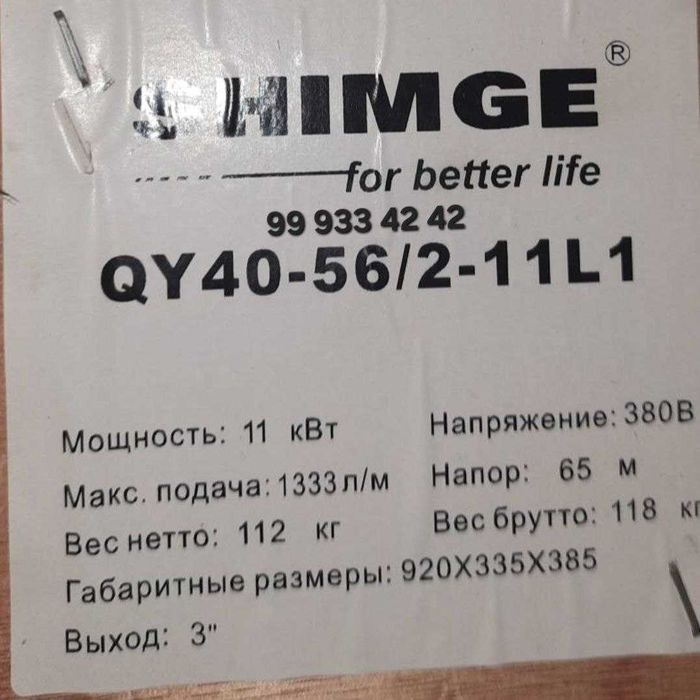 SHIMGE®
for better life
99 933 42 42
QY40-56/2-11L1
Мощность: 11 кВт Напряжение: 380В
Макс. подача: 1333 л/м Напор: 65 м
Вес нетто: 112 кг Вес брутто: 118 кг
Габаритные размеры: 920X335X385
Выход: 3"